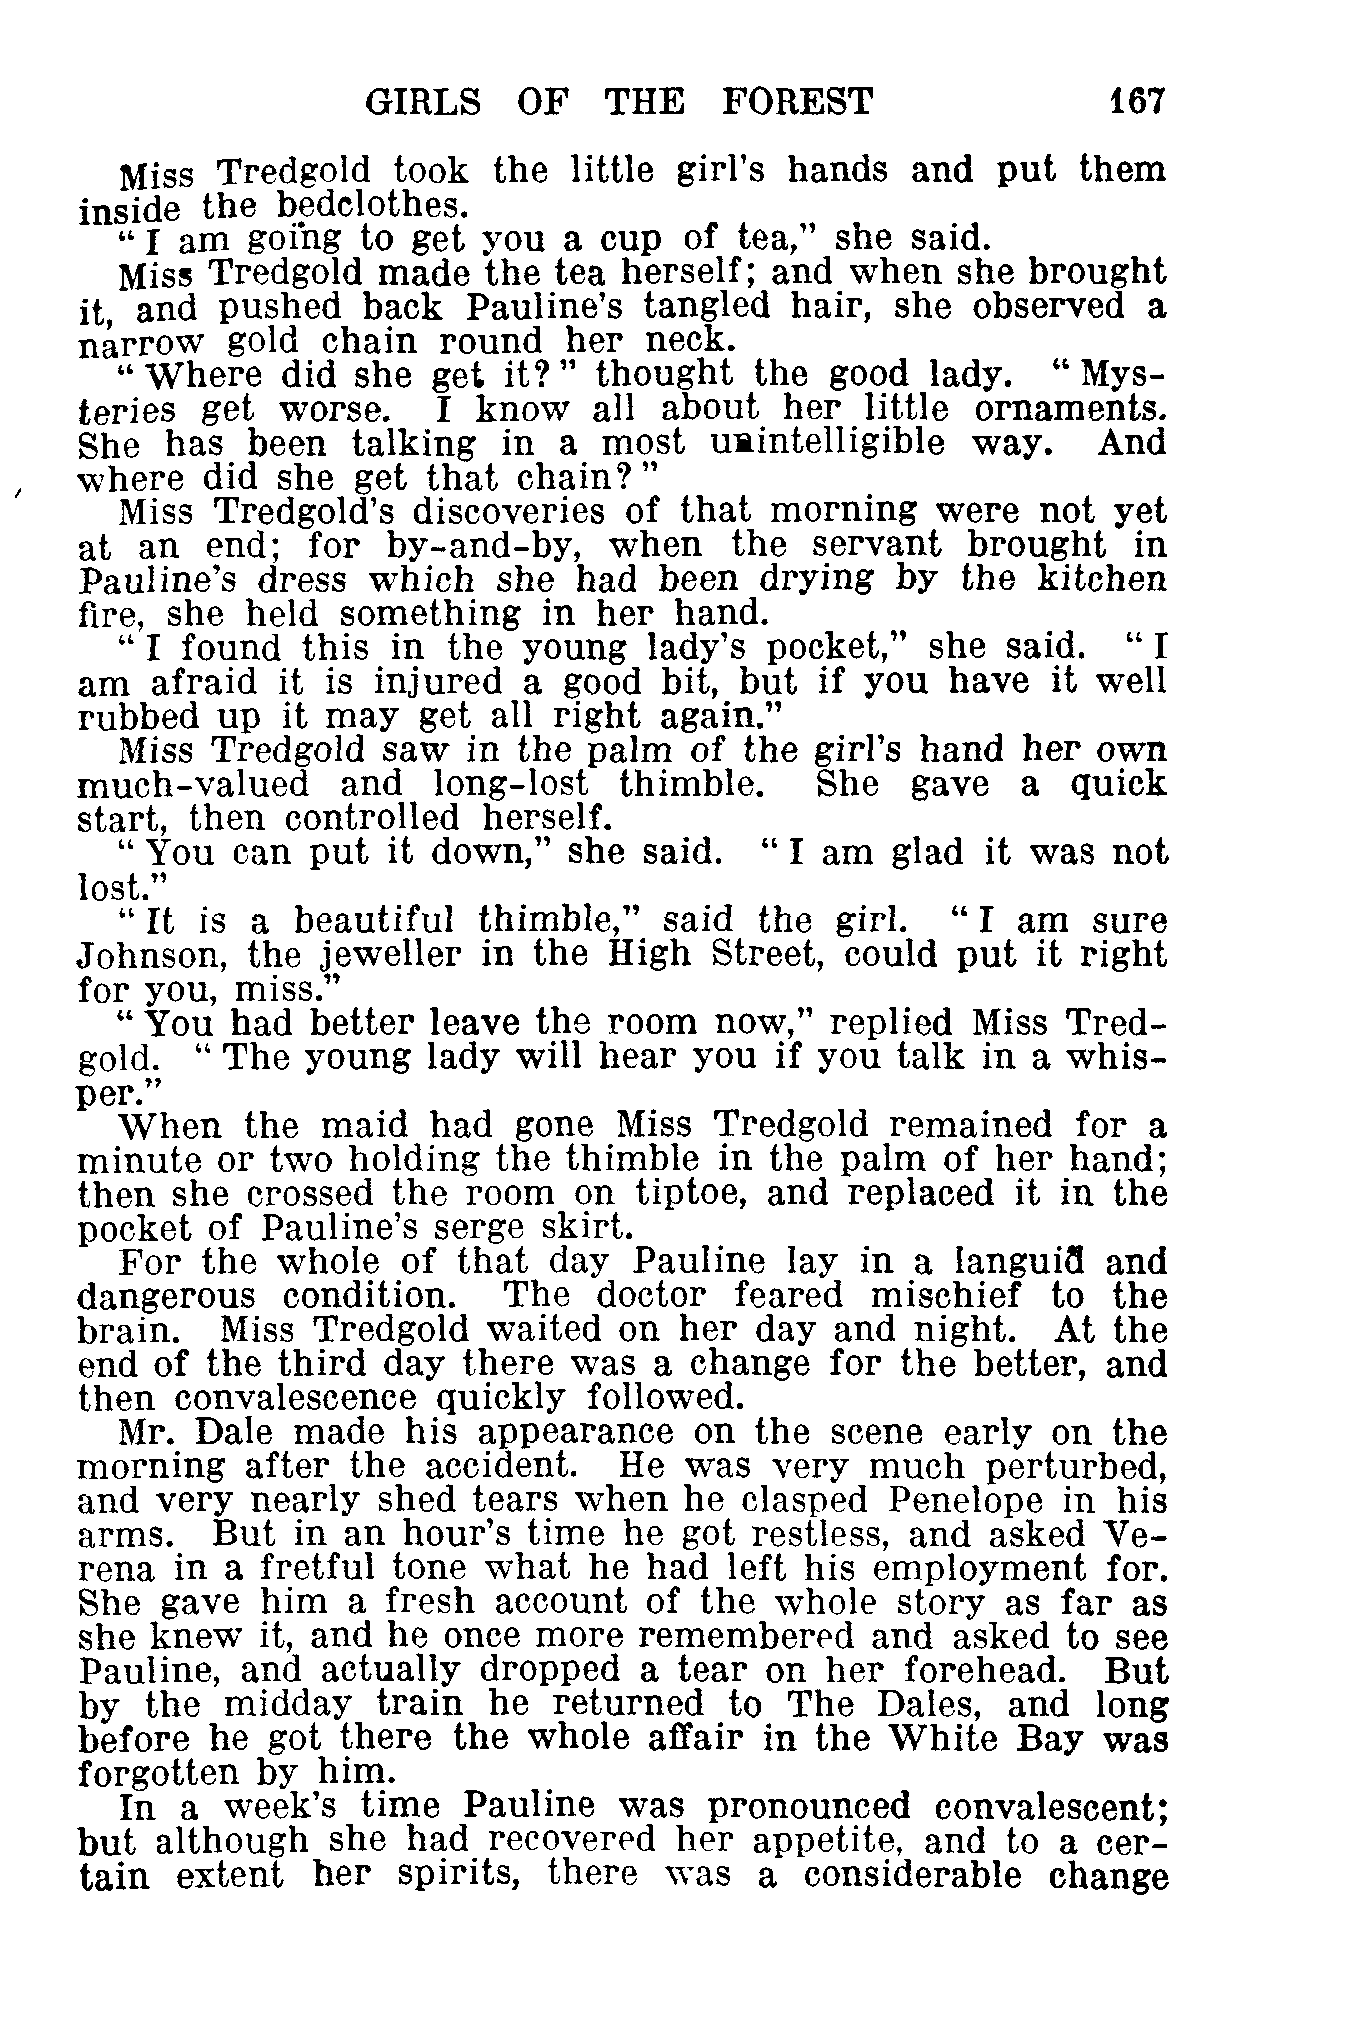 GIRLS OF THE FOREST 167
Miss Tredgold took the little girl's hands and put them
inside the bedclothes.
"I am going to get you a cup of tea," she said.
Miss Tredgold made the tea herself; and when she brought
it, and pushed back Pauline's tangled hair, she observed a
narrow gold chain round her neck.
"Where did she get it?" thought the good lady. "Mys-
teries get worse. I know all about her little ornaments.
She has been talking in a most unintelligible way. And
where did she get that chain?"
Miss Tredgold's discoveries of that morning were not yet
at an end; for by-and-by, when the servant brought in
Pauline's dress which she had been drying by the kitchen
fire, she held something in her hand.
"I found this in the young lady's pocket," she said. "I
am afraid it is injured a good bit, but if you have it well
rubbed up it may get all right again."
Miss Tredgold saw in the palm of the girl's hand her own
much-valued and long-lost thimble. She gave a quick
start, then controlled herself.
"You can put it down," she said. "I am glad it was not
lost."
"It is a beautiful thimble," said the girl. "I am sure
Johnson, the jeweller in the High Street, could put it right
for you, miss."
"You had better leave the room now," replied Miss Tred-
gold. "The young lady will hear you if you talk in a whis-
per."
When the maid had gone Miss Tredgold remained for a
minute or two holding the thimble in the palm of her hand;
then she crossed the room on tiptoe, and replaced it in the
pocket of Pauline's serge skirt.
For the whole of that day Pauline lay in a languid and
dangerous condition. The doctor feared mischief to the
brain. Miss Tredgold waited on her day and night. At the
end of the third day there was a change for the better, and
then convalescence quickly followed.
Mr. Dale made his appearance on the scene early on the
morning after the accident. He was very much perturbed,
and very nearly shed tears when he clasped Penelope in his
arms. But in an hour's time he got restless, and asked Ve-
rena in a fretful tone what he had left his employment for.
She gave him a fresh account of the whole story as far as
she knew it, and he once more remembered and asked to see
Pauline, and actually dropped a tear on her forehead. But
by the midday train he returned to The Dales, and long
before he got there the whole affair in the White Bay was
forgotten by him.
In a week's time Pauline was pronounced convalescent;
but although she had recovered her appetite, and to a cer-
tain extent her spirits, there was a considerable change